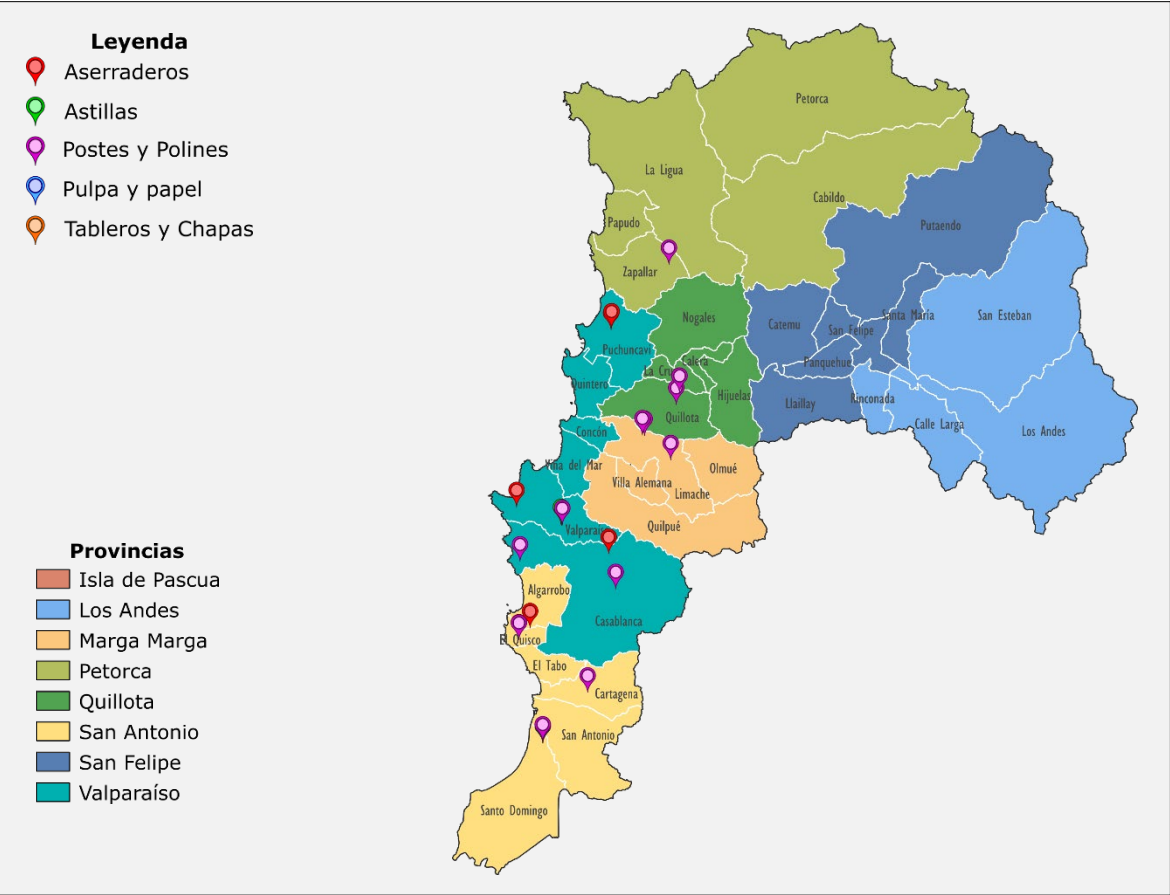 Leyenda
Aserraderos
Astillas
Postes y Polines
Pulpa y papel
Tableros y Chapas
Provincias
Isla de Pascua
Los Andes
Marga Marga
Petorca
Quillota
San Antonio
San Felipe
Valparaíso
Petorca
La Ligua
Cabildo
Papudo
Putaendo
Zapallar
Nogales
Catemu
San Felipe
Santa María
San Esteban
Puchuncaví
Calera
Panquehue
La Cruz
Quintero
Hijuelas
Llaillay
Rinconada
Quillota
Calle Larga
Los Andes
Concón
Viña del Mar
Olmué
Villa Alemana
Limache
Valparaíso
Quilpué
Algarrobo
Casablanca
El Quisco
El Tabo
Cartagena
San Antonio
Santo Domingo